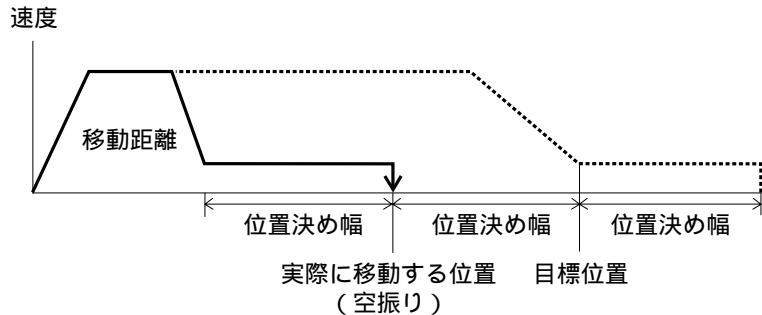 速度
移動距離
位置決め幅
位置決め幅
位置決め幅
実際に移動する位置
（空振り）
目標位置